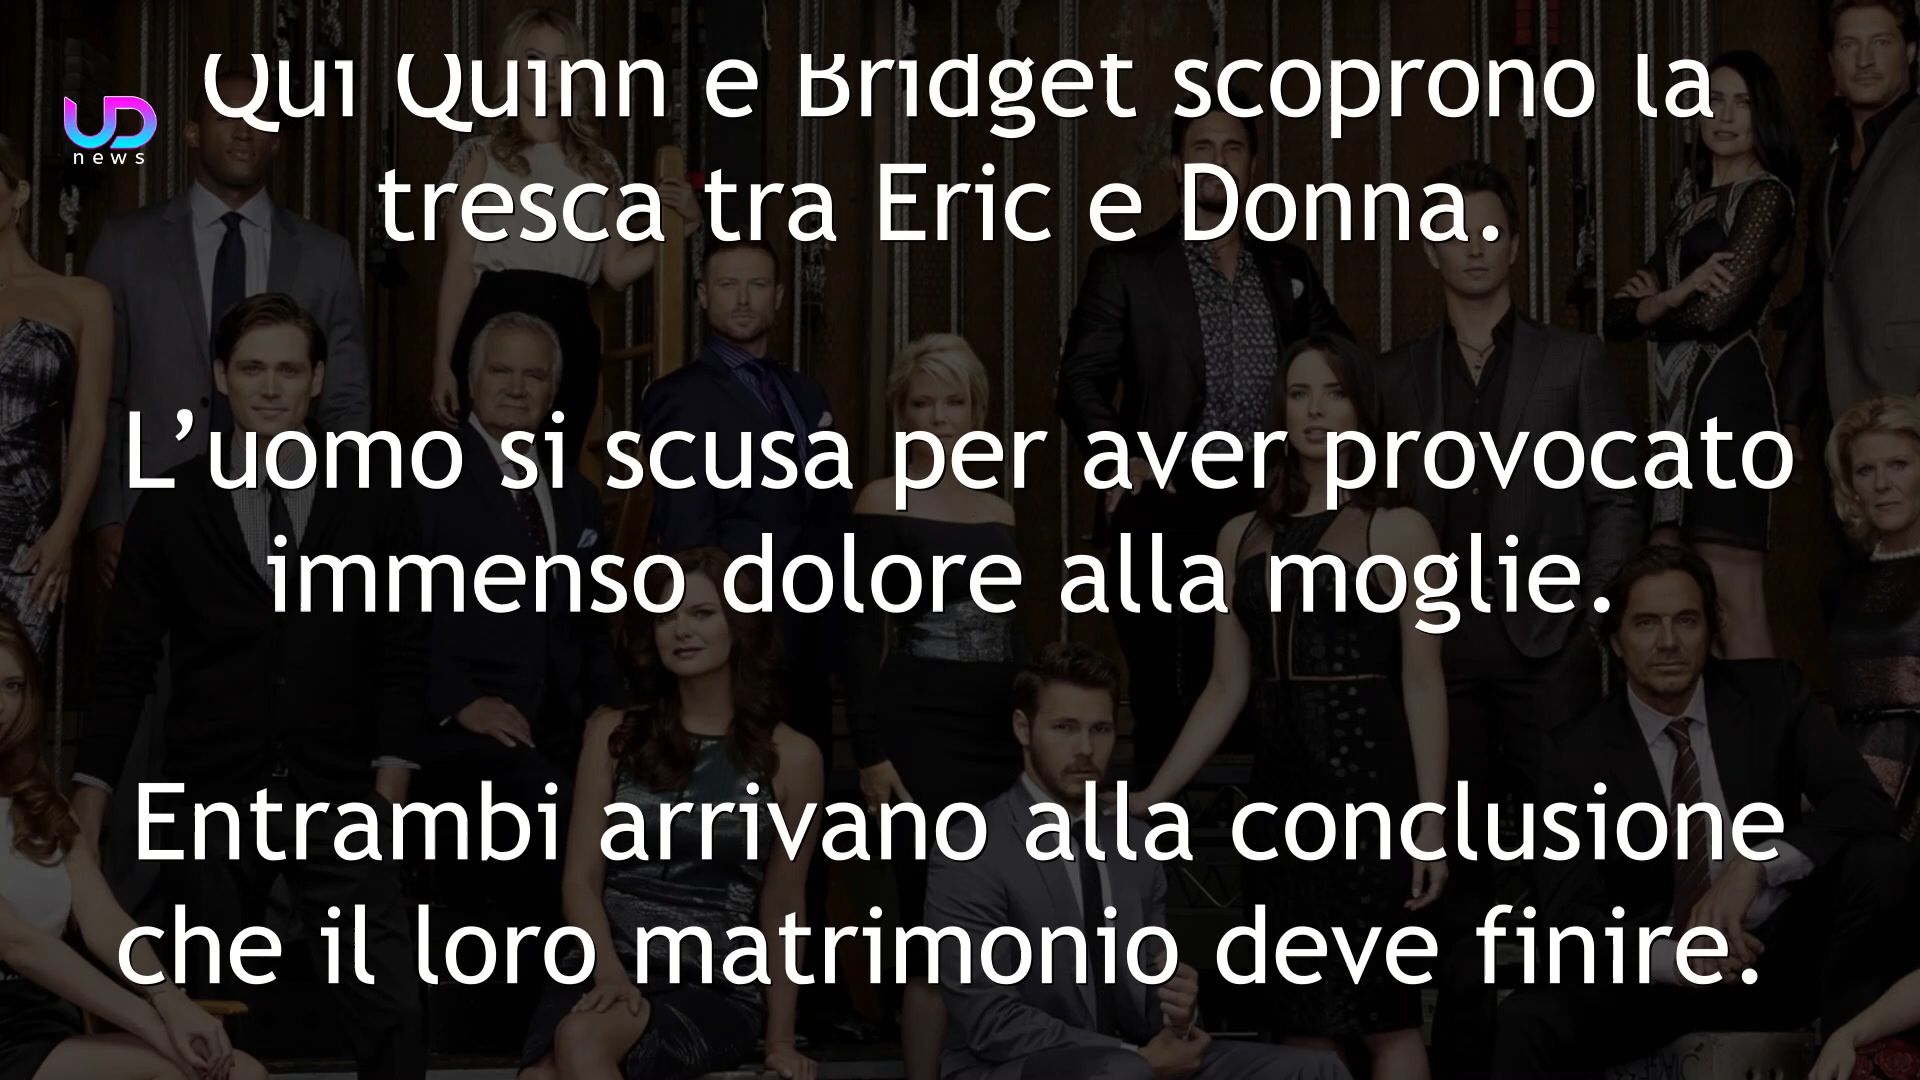 Qui Quinn e Bridget scoprono la
UD
news
tresca tra Eric e Donna.
L’uomo si scusa per aver provocato
immenso dolore alla moglie.
Entrambi arrivano alla conclusione
che il loro matrimonio deve finire.